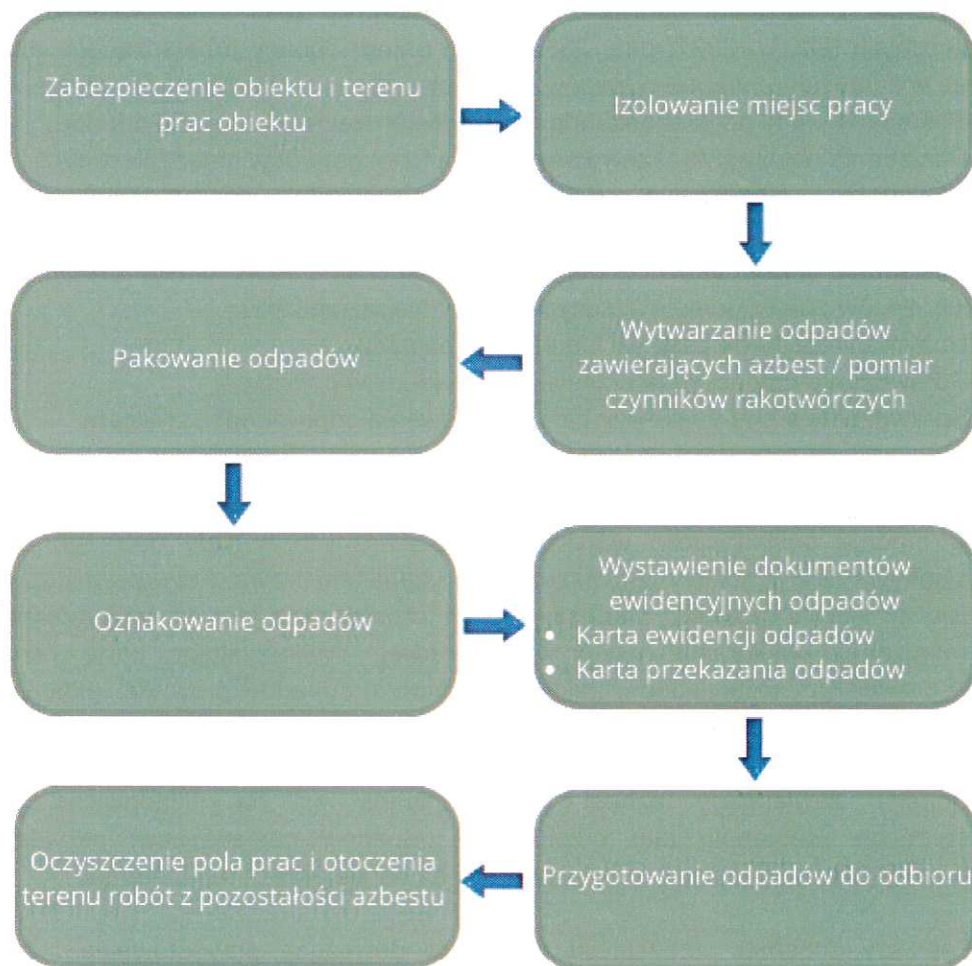 Zabezpieczenie obiektu i terenu
prac obiektu
Izolowanie miejsc pracy
Wytwarzanie odpadów
zawierających azbest / pomiar
czynników rakotwórczych
Pakowanie odpadów
Oznakowanie odpadów
Wystawienie dokumentów
ewidencyjnych odpadów
• Karta ewidencji odpadów
• Karta przekazania odpadów
Przygotowanie odpadów do odbioru
Oczyszczenie pola prac i otoczenia
terenu robót z pozostałości azbestu